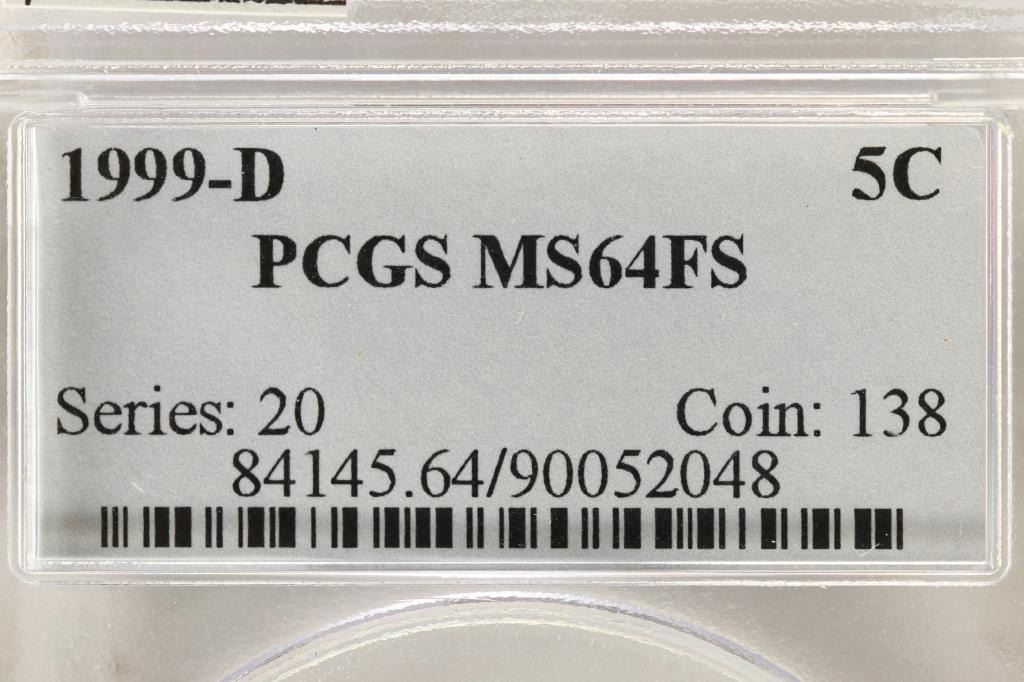 1999-D 5C
PCGS MS64FS
Series: 20 Coin: 138
84145.64/90052048